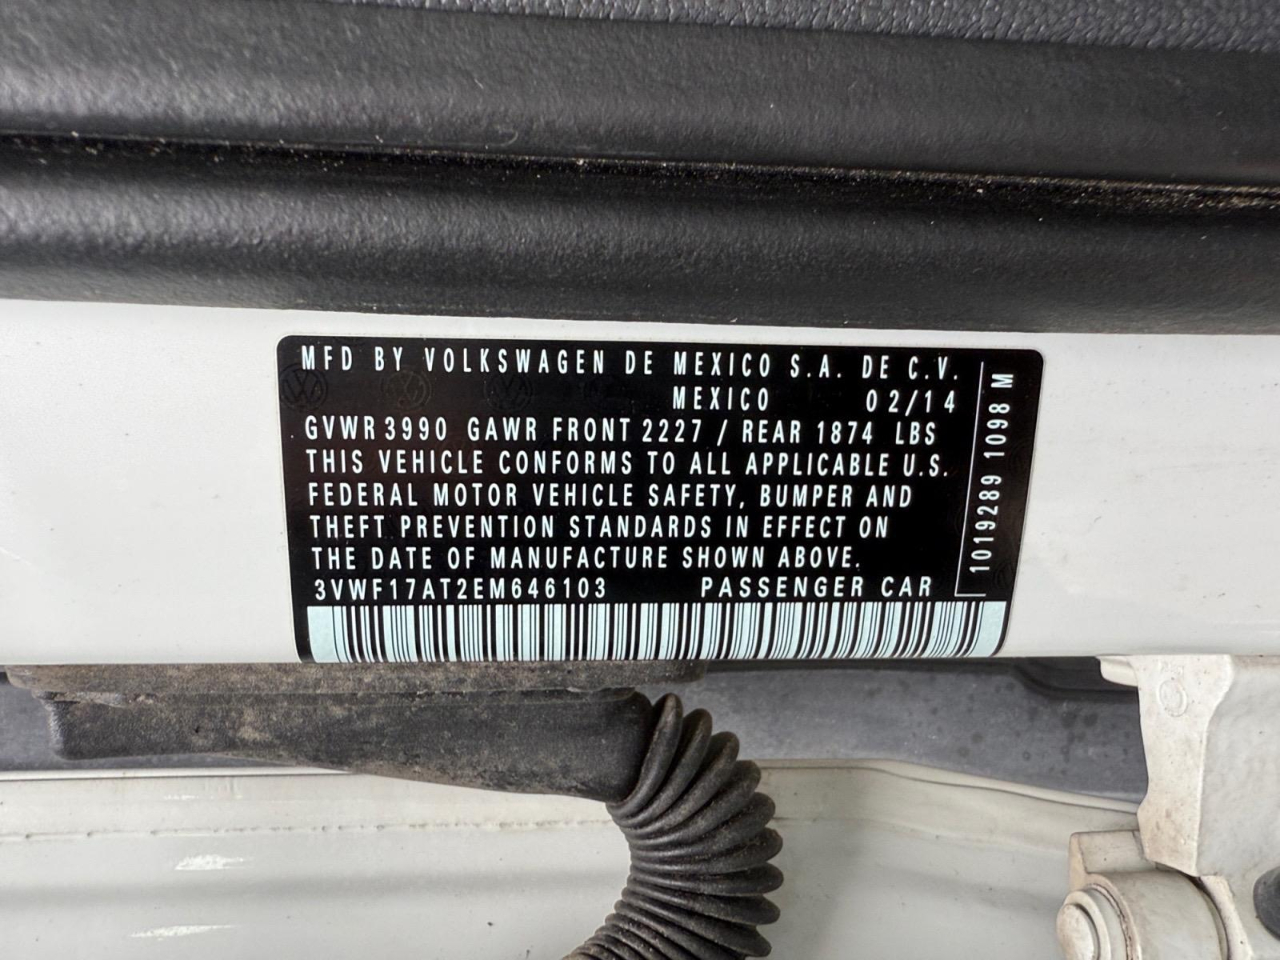 MFD BY VOLKSWAGEN DE MEXICO S.A. DE C.V.
MEXICO 02/14
GVWR 3990 GAWR FRONT 2227 / REAR 1874 LBS
THIS VEHICLE CONFORMS TO ALL APPLICABLE U.S.
FEDERAL MOTOR VEHICLE SAFETY, BUMPER AND
THEFT PREVENTION STANDARDS IN EFFECT ON
THE DATE OF MANUFACTURE SHOWN ABOVE.
3VWF17AT2EM646103 PASSENGER CAR
1019289 1098 M